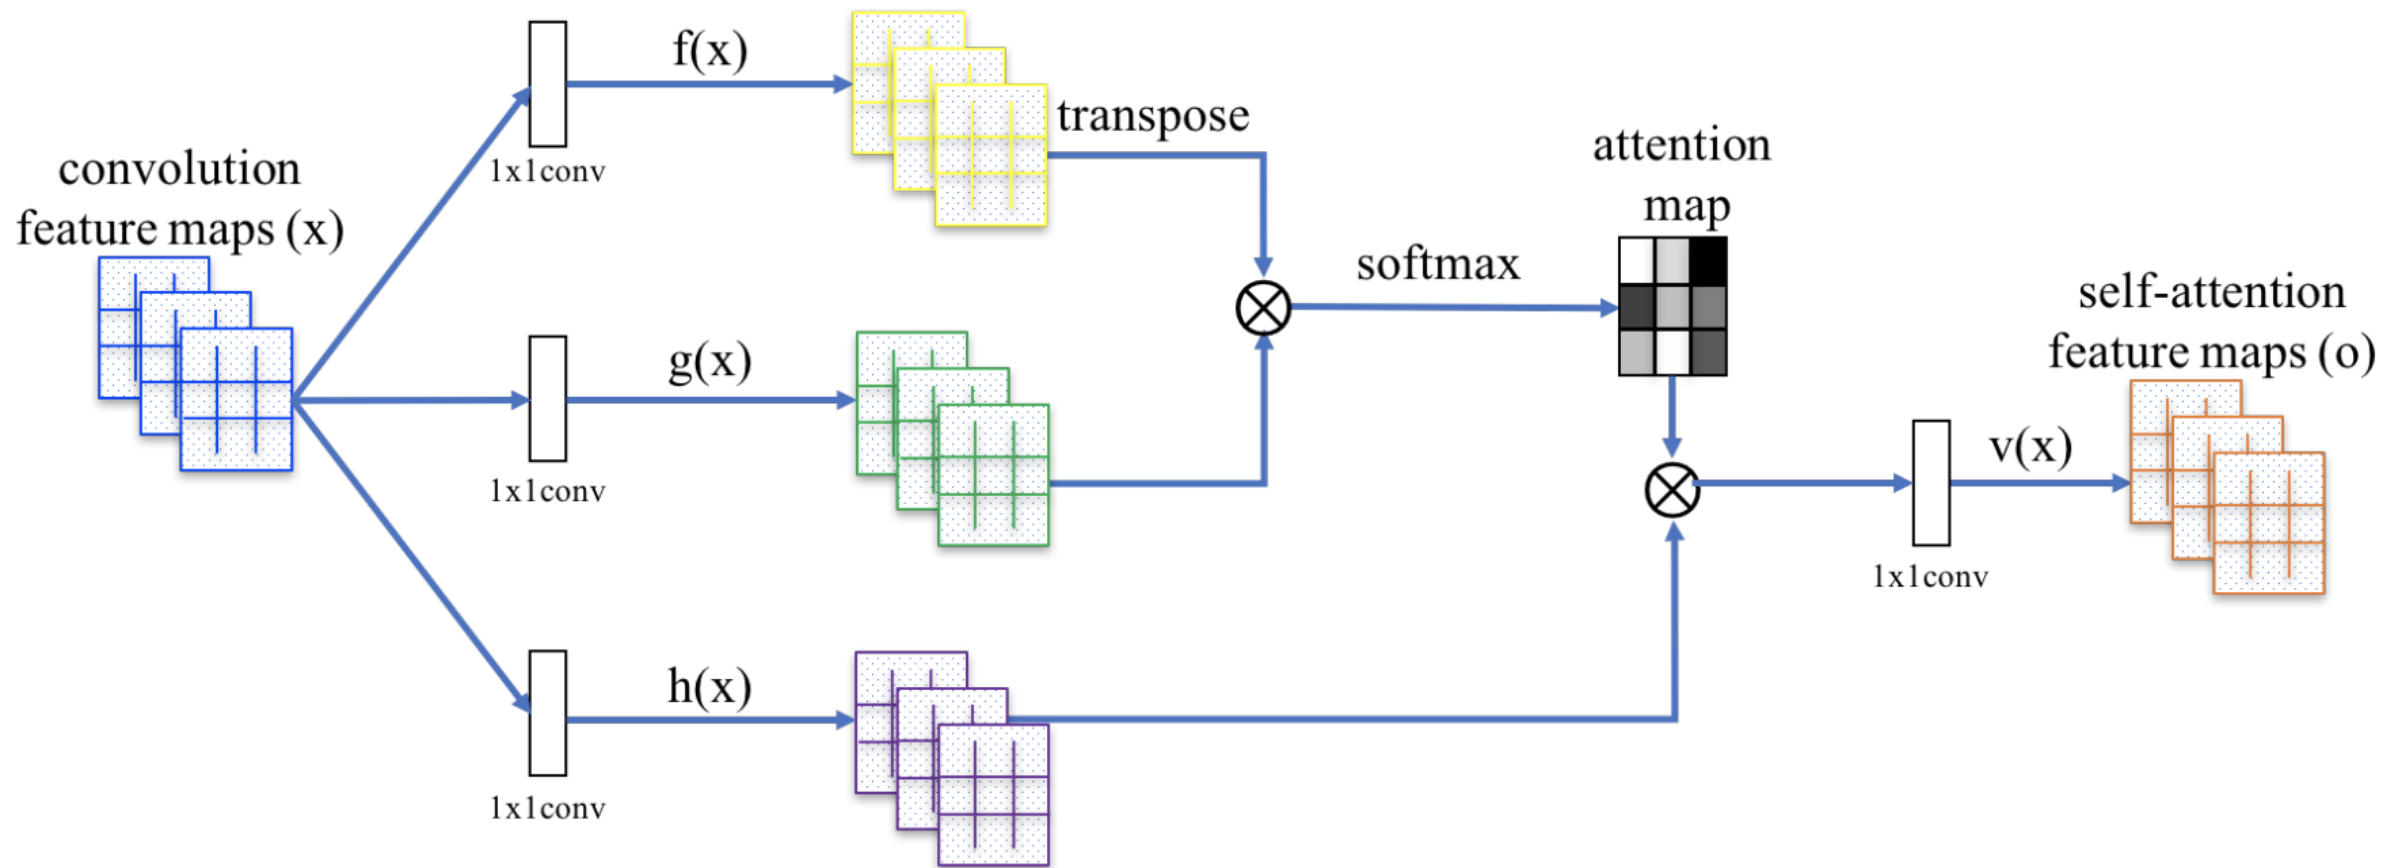 convolution
feature maps (x)
f(x)
1x1conv
transpose
g(x)
1x1conv
h(x)
1x1conv
softmax
attention
map
v(x)
1x1conv
self-attention
feature maps (o)